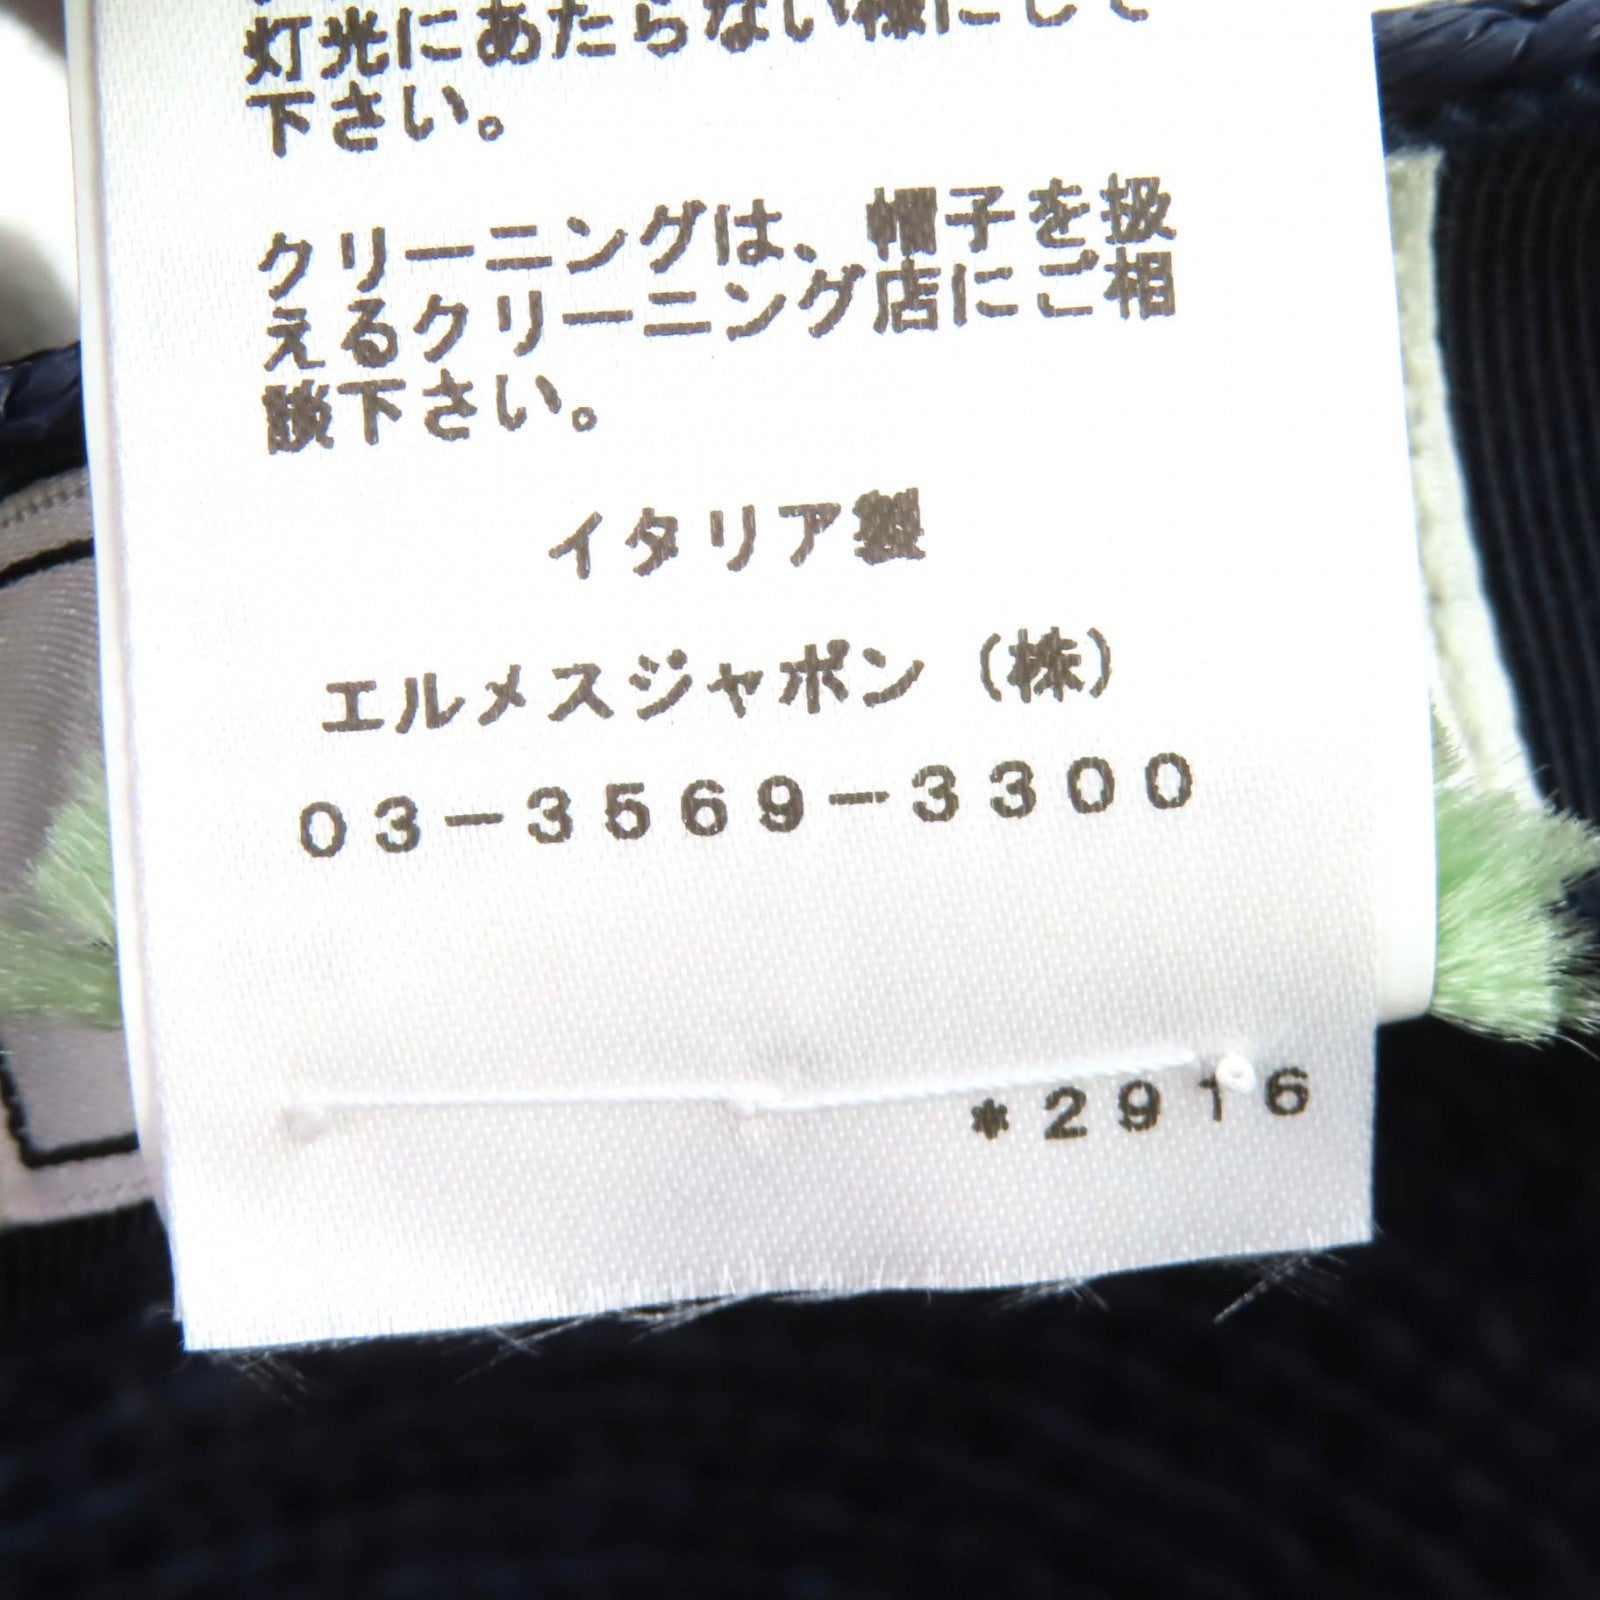 灯光にあたらない様にして
下さい。
クリーニングは、帽子を扱
えるクリーニング店にご相
談下さい。
イタリア製
エルメスジャポン（株）
０３－３５６９－３３００
*２９１６